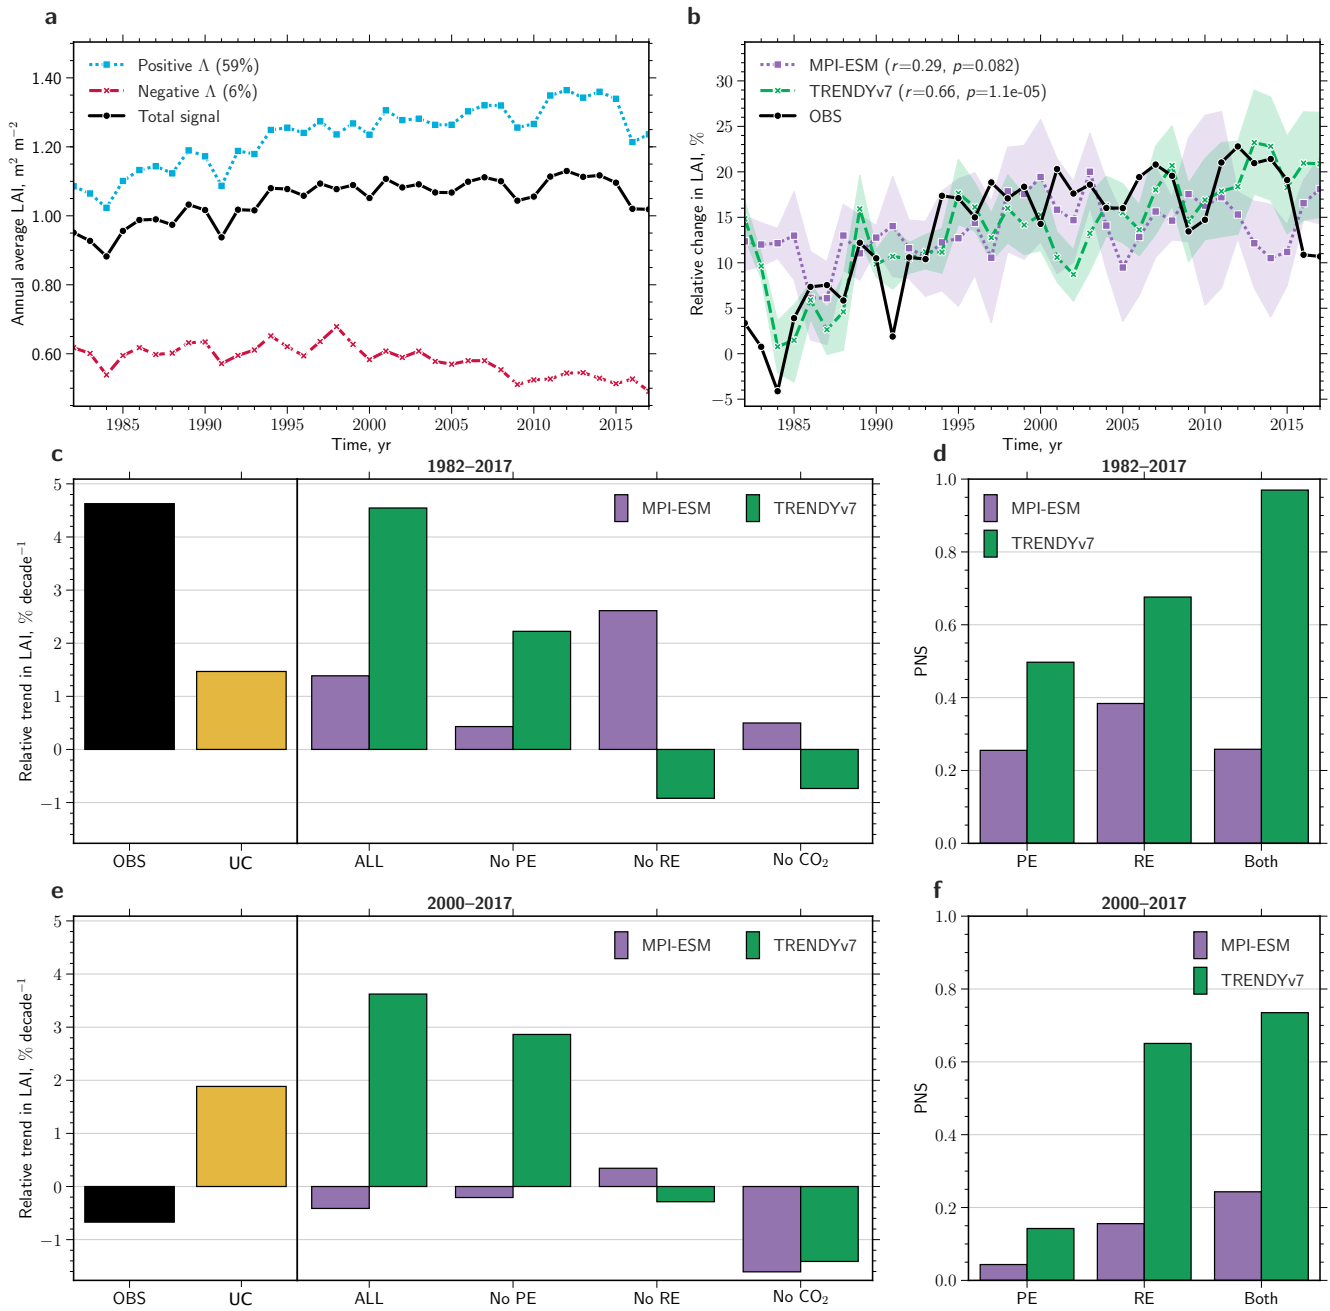 a
Annual average LAI, m² m⁻²
1.40
1.20
1.00
0.60
Positive Λ (59%)
Negative Λ (6%)
Total signal
1985 1990 1995 2000 2005 2010 2015
Time, yr
b
Relative change in LAI, %
30
25
20
15
10
5
0
−5
MPI-ESM (r=0.29, p=0.082)
TRENDYv7 (r=0.66, p=1.1e-05)
OBS
1985 1990 1995 2000 2005 2010 2015
Time, yr
c
1982–2017
Relative trend in LAI, % decade⁻¹
5
4
3
2
1
0
−1
MPI-ESM TRENDYv7
OBS UC ALL No PE No RE No CO₂
d
1982–2017
PNS
1.0
0.8
0.6
0.4
0.2
0.0
MPI-ESM
TRENDYv7
PE RE Both
e
2000–2017
Relative trend in LAI, % decade⁻¹
5
4
3
2
1
0
−1
MPI-ESM TRENDYv7
OBS UC ALL No PE No RE No CO₂
f
2000–2017
PNS
1.0
0.8
0.6
0.4
0.2
0.0
MPI-ESM
TRENDYv7
PE RE Both